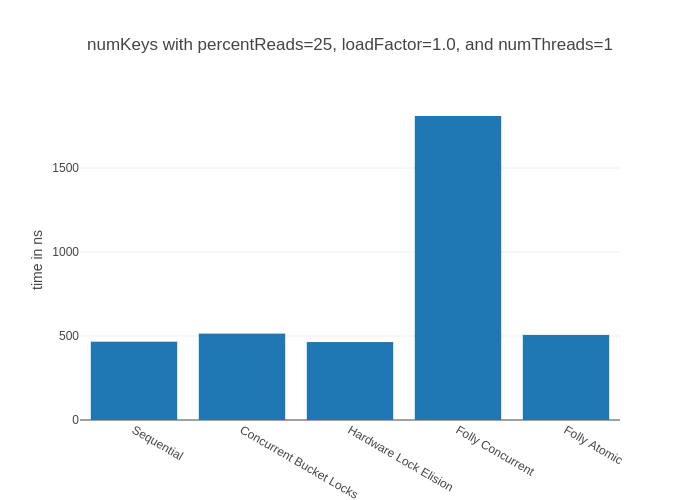 numKeys with percentReads=25, loadFactor=1.0, and numThreads=1
time in ns
1500
1000
500
0
Sequential
Concurrent Bucket Locks
Hardware Lock Elision
Folly Concurrent
Folly Atomic